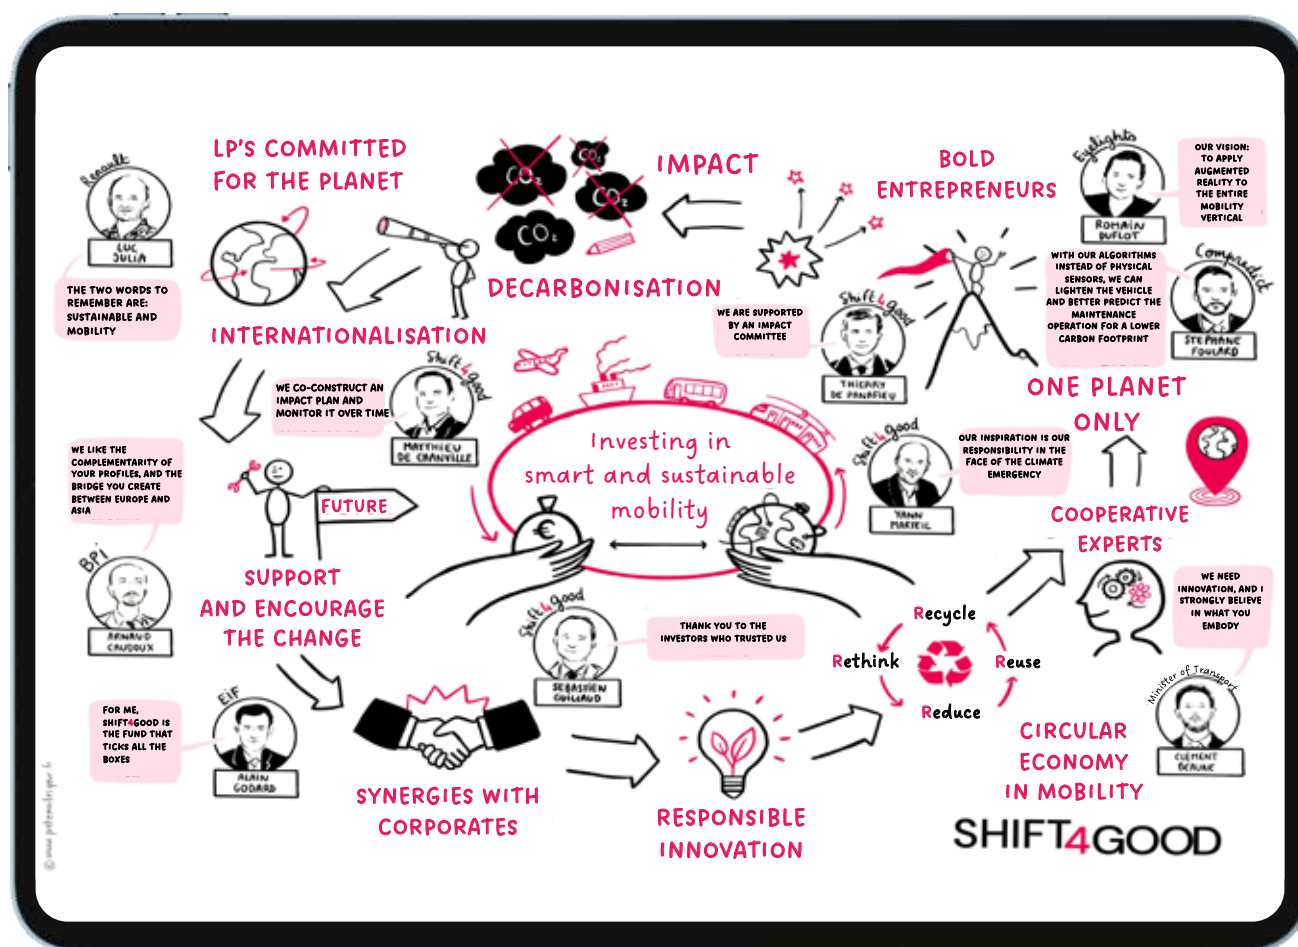 LP'S COMMITTED
FOR THE PLANET
Renault
LUC
JULIA
THE TWO WORDS TO
REMEMBER ARE:
SUSTAINABLE AND
MOBILITY
INTERNATIONALISATION
CO2
CO2
CO2
CO2
IMPACT
DECARBONISATION
BOLD
ENTREPRENEURS
Eyelights
ROMAIN
DUFLOT
OUR VISION:
TO APPLY
AUGMENTED
REALITY TO
THE ENTIRE
MOBILITY
VERTICAL
WITH OUR ALGORITHMS
INSTEAD OF PHYSICAL
SENSORS, WE CAN
LIGHTEN THE VEHICLE
AND BETTER PREDICT THE
MAINTENANCE
OPERATION FOR A LOWER
CARBON FOOTPRINT
Compredict
STEPHANE
FOULARD
WE ARE SUPPORTED
BY AN IMPACT
COMMITTEE
Shift4good
THIERRY
DE PANAFIEU
WE CO-CONSTRUCT AN
IMPACT PLAN AND
MONITOR IT OVER TIME
Shift4good
MATTHIEU
DE CHANVILLE
ONE PLANET
ONLY
Investing in
smart and sustainable
mobility
€
Shift4good
YANN
MARTEIL
OUR INSPIRATION IS OUR
RESPONSIBILITY IN THE
FACE OF THE CLIMATE
EMERGENCY
WE LIKE THE
COMPLEMENTARITY OF
YOUR PROFILES, AND THE
BRIDGE YOU CREATE
BETWEEN EUROPE AND
ASIA
BPi
ARNAUD
CAUDOUX
FUTURE
SUPPORT
AND ENCOURAGE
THE CHANGE
COOPERATIVE
EXPERTS
WE NEED
INNOVATION, AND I
STRONGLY BELIEVE
IN WHAT YOU
EMBODY
Minister of Transport
CLÉMENT
BEAUNE
Shift4good
SEBASTIEN
GUILLAUD
THANK YOU TO THE
INVESTORS WHO TRUSTED US
Recycle
Rethink
Reuse
Reduce
CIRCULAR
ECONOMY
IN MOBILITY
FOR ME,
SHIFT4GOOD IS
THE FUND THAT
TICKS ALL THE
BOXES
EiF
ALAIN
GODARD
SYNERGIES WITH
CORPORATES
RESPONSIBLE
INNOVATION
SHIFT4GOOD